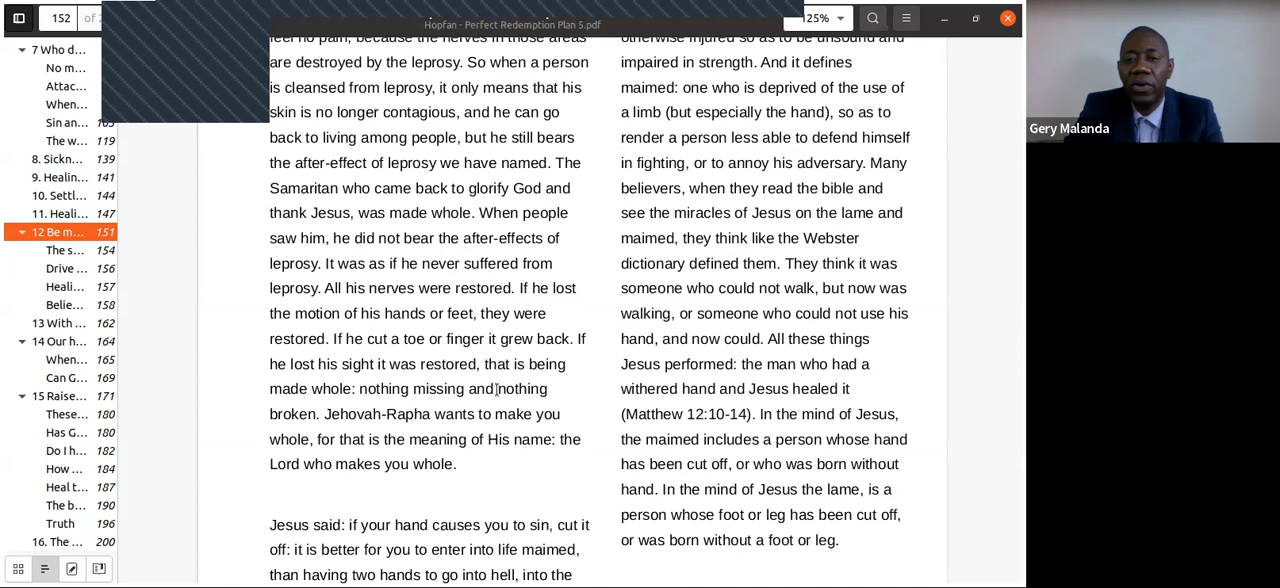 152
of 2
Hopfan - Perfect Redemption Plan 5.pdf
125%
7 Who d...
No m...
Attac...
When...
Sin an...
105
The w...
119
8. Sickn...
139
9. Healin...
141
10. Settl...
144
11. Heali...
147
12 Be m...
151
The s...
154
Drive ...
156
Heali...
157
Belie...
158
13 With ...
162
14 Our h...
164
When...
165
Can G...
169
15 Raise...
171
These...
180
Has G...
180
Do I h...
182
How ...
184
Heal t...
187
The b...
190
Truth
196
16. The ...
200
feel no pain, because the nerves in those areas
are destroyed by the leprosy. So when a person
is cleansed from leprosy, it only means that his
skin is no longer contagious, and he can go
back to living among people, but he still bears
the after-effect of leprosy we have named. The
Samaritan who came back to glorify God and
thank Jesus, was made whole. When people
saw him, he did not bear the after-effects of
leprosy. It was as if he never suffered from
leprosy. All his nerves were restored. If he lost
the motion of his hands or feet, they were
restored. If he cut a toe or finger it grew back. If
he lost his sight it was restored, that is being
made whole: nothing missing and nothing
broken. Jehovah-Rapha wants to make you
whole, for that is the meaning of His name: the
Lord who makes you whole.
Jesus said: if your hand causes you to sin, cut it
off: it is better for you to enter into life maimed,
than having two hands to go into hell, into the
otherwise injured so as to be unsound and
impaired in strength. And it defines
maimed: one who is deprived of the use of
a limb (but especially the hand), so as to
render a person less able to defend himself
in fighting, or to annoy his adversary. Many
believers, when they read the bible and
see the miracles of Jesus on the lame and
maimed, they think like the Webster
dictionary defined them. They think it was
someone who could not walk, but now was
walking, or someone who could not use his
hand, and now could. All these things
Jesus performed: the man who had a
withered hand and Jesus healed it
(Matthew 12:10-14). In the mind of Jesus,
the maimed includes a person whose hand
has been cut off, or who was born without
hand. In the mind of Jesus the lame, is a
person whose foot or leg has been cut off,
or was born without a foot or leg.
Gery Malanda